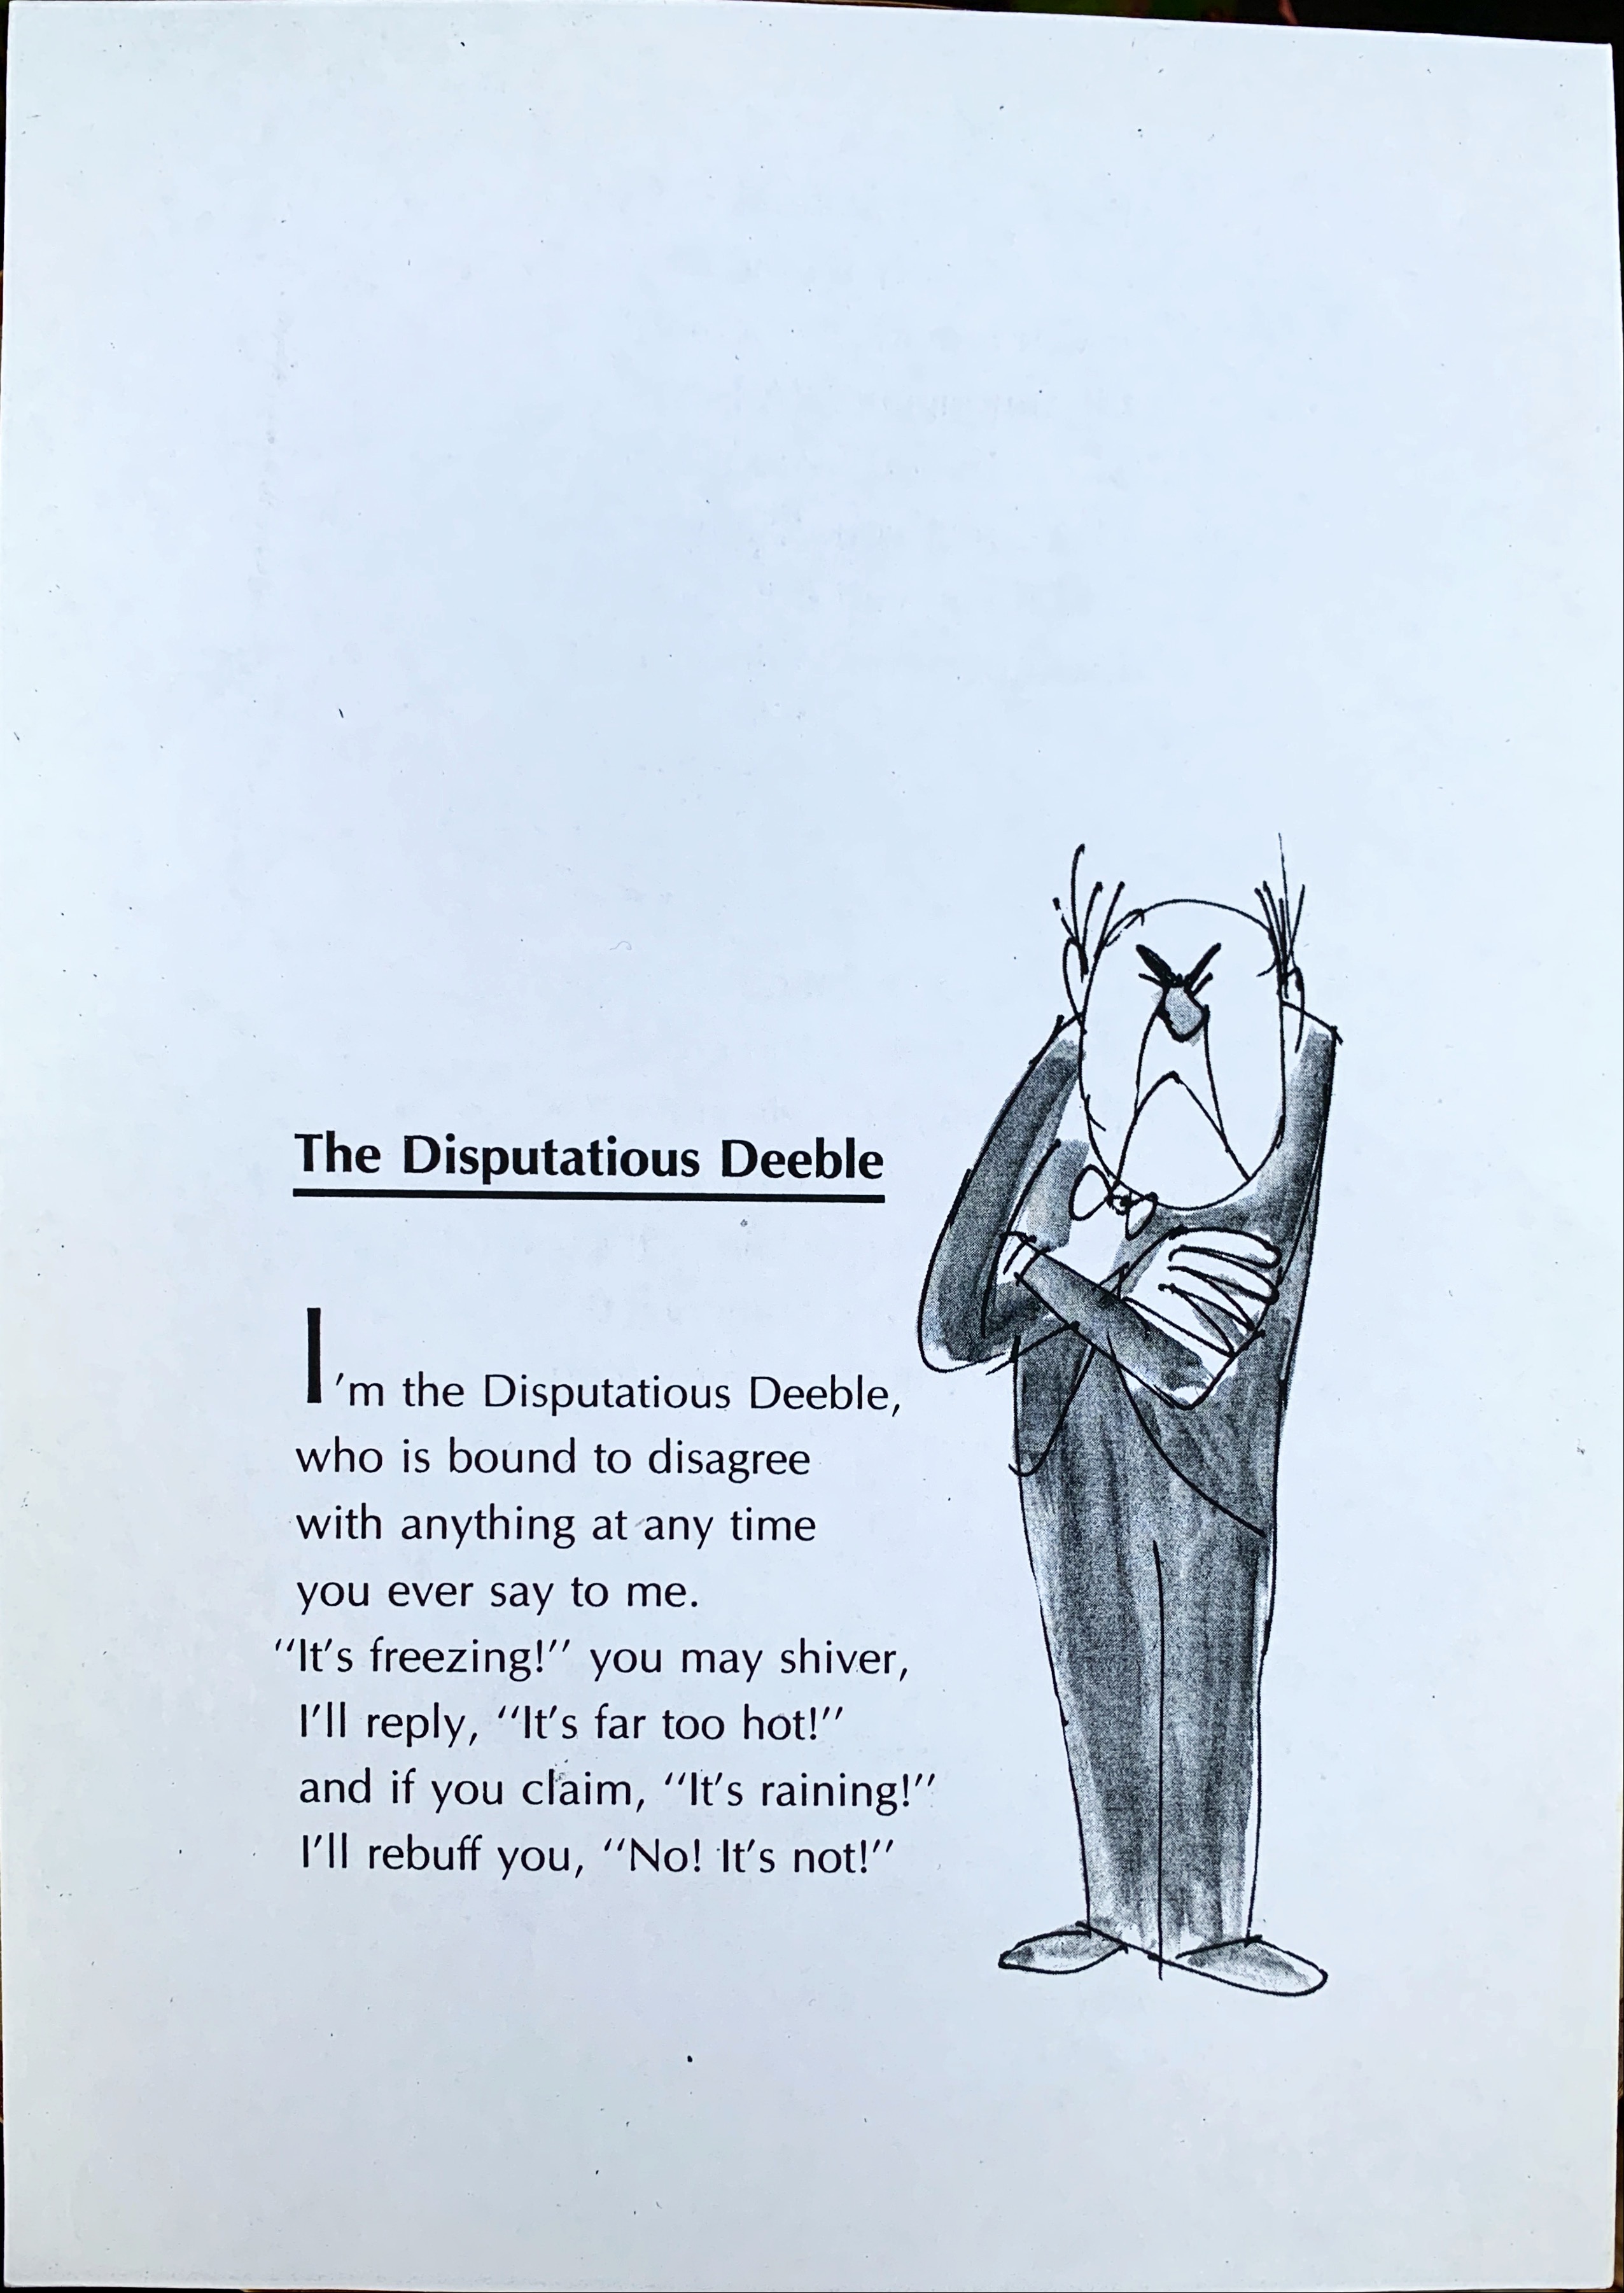 The Disputatious Deeble
I'm the Disputatious Deeble,
who is bound to disagree
with anything at any time
you ever say to me.
"It's freezing!" you may shiver,
I'll reply, "It's far too hot!"
and if you claim, "It's raining!"
I'll rebuff you, "No! It's not!"